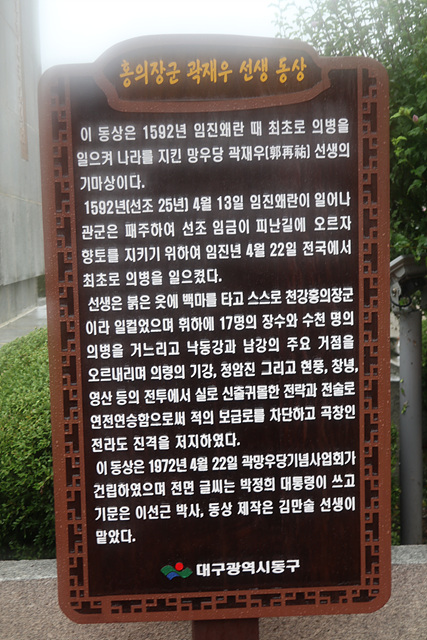 홍의장군 곽재우 선생 동상
이 동상은 1592년 임진왜란 때 최초로 의병을
일으켜 나라를 지킨 망우당 곽재우(郭再祐) 선생의
기마상이다.
1592년(선조 25년) 4월 13일 임진왜란이 일어나
관군은 패주하여 선조 임금이 피난길에 오르자
향토를 지키기 위하여 임진년 4월 22일 전국에서
최초로 의병을 일으켰다.
선생은 붉은 옷에 백마를 타고 스스로 천강홍의장군
이라 일컬었으며 휘하에 17명의 장수와 수천 명의
의병을 거느리고 낙동강과 남강의 주요 거점을
오르내리며 의령의 기강, 정암진 그리고 현풍, 창녕,
영산 등의 전투에서 실로 신출귀몰한 전략과 전술로
연전연승함으로써 적의 보급로를 차단하고 곡창인
전라도 진격을 저지하였다.
이 동상은 1972년 4월 22일 곽망우당기념사업회가
건립하였으며 전면 글씨는 박정희 대통령이 쓰고
기문은 이선근 박사, 동상 제작은 김만술 선생이
맡았다.
대구광역시동구